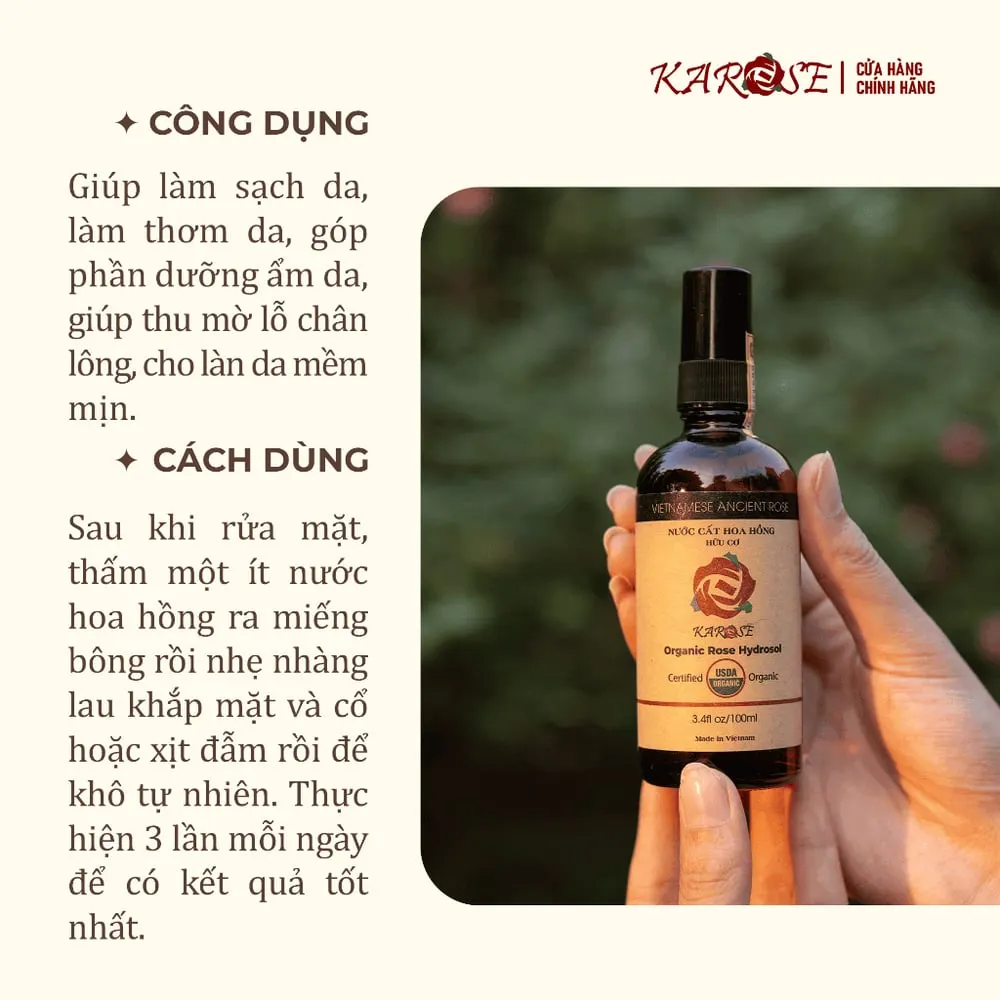 KAROSE
CỬA HÀNG
CHÍNH HÃNG
CÔNG DỤNG
Giúp làm sạch da,
làm thơm da, góp
phần dưỡng ẩm da,
giúp thu mờ lỗ chân
lông, cho làn da mềm
mịn.
CÁCH DÙNG
Sau khi rửa mặt,
thấm một ít nước
hoa hồng ra miếng
bông rồi nhẹ nhàng
lau khắp mặt và cổ
hoặc xịt đẫm rồi để
khô tự nhiên. Thực
hiện 3 lần mỗi ngày
để có kết quả tốt
nhất.
VIETNAMESE ANCIENT ROSE
NƯỚC CẤT HOA HỒNG
HỮU CƠ
KAROSE
Organic Rose Hydrosol
Certified USDA ORGANIC Organic
3.4fl oz/100ml
Made in Vietnam